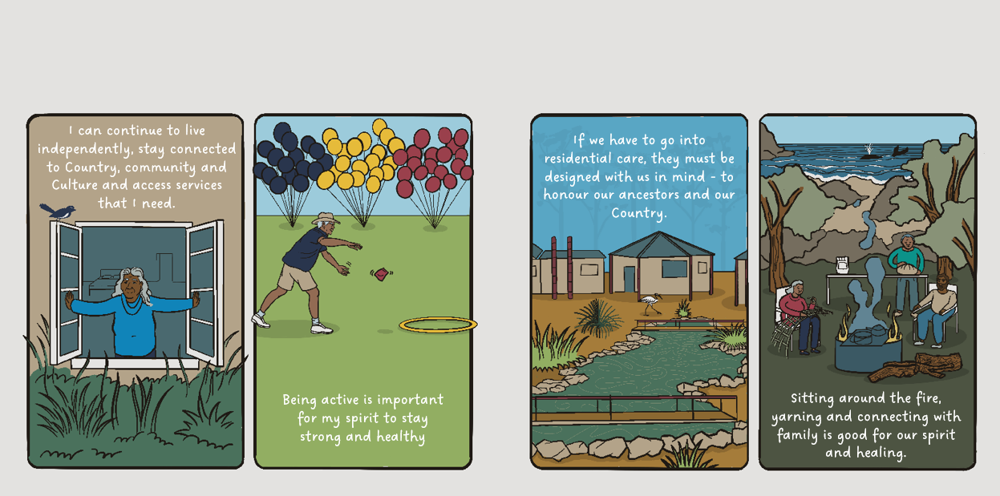 I can continue to live
independently, stay connected
to Country, community and
Culture and access services
that I need.
Being active is important
for my spirit to stay
strong and healthy
If we have to go into
residential care, they must be
designed with us in mind - to
honour our ancestors and our
Country.
Sitting around the fire,
yarning and connecting with
family is good for our spirit
and healing.